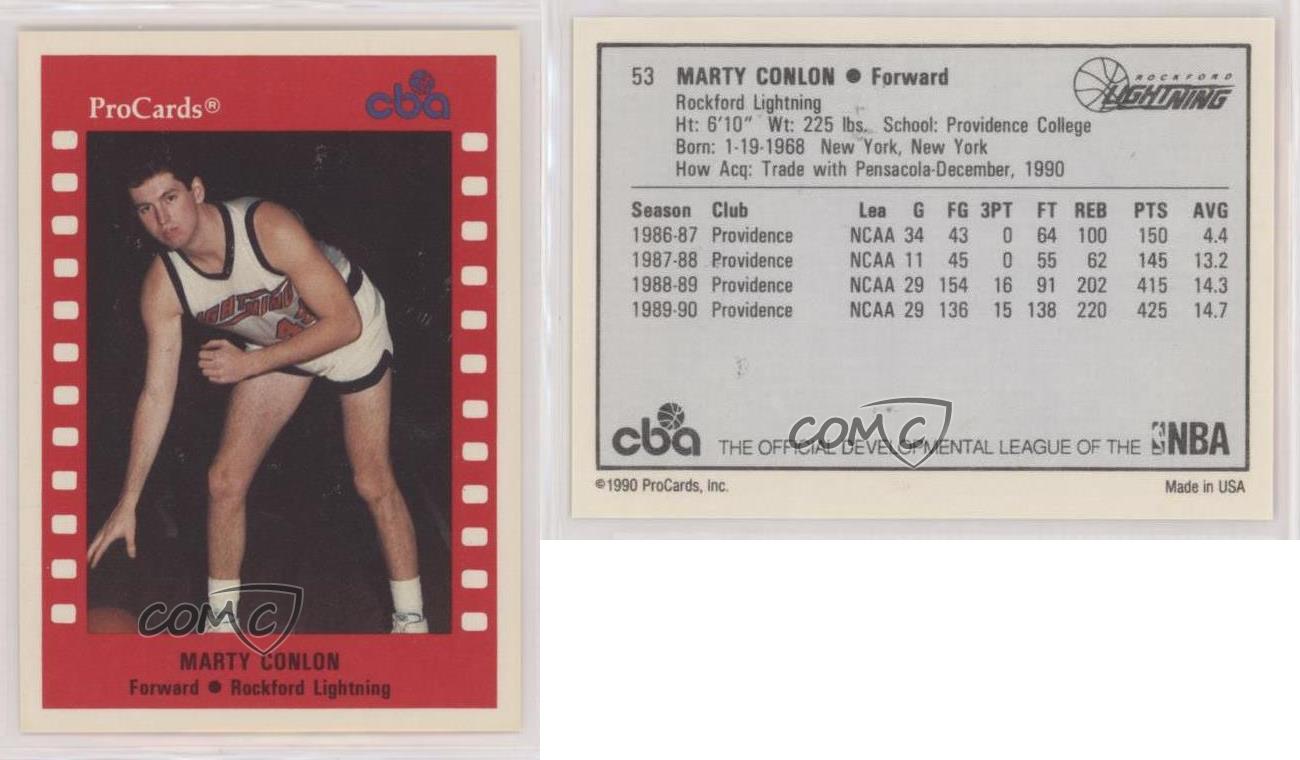 ProCards®
cba
COMC
MARTY CONLON
Forward ● Rockford Lightning
53 MARTY CONLON ● Forward
ROCKFORD
LIGHTNING
Rockford Lightning
Ht: 6'10" Wt: 225 lbs. School: Providence College
Born: 1-19-1968 New York, New York
How Acq: Trade with Pensacola-December, 1990
Season Club Lea G FG 3PT FT REB PTS AVG
1986-87 Providence NCAA 34 43 0 64 100 150 4.4
1987-88 Providence NCAA 11 45 0 55 62 145 13.2
1988-89 Providence NCAA 29 154 16 91 202 415 14.3
1989-90 Providence NCAA 29 136 15 138 220 425 14.7
COMC
cba THE OFFICIAL DEVELOPMENTAL LEAGUE OF THE NBA
©1990 ProCards, Inc. Made in USA